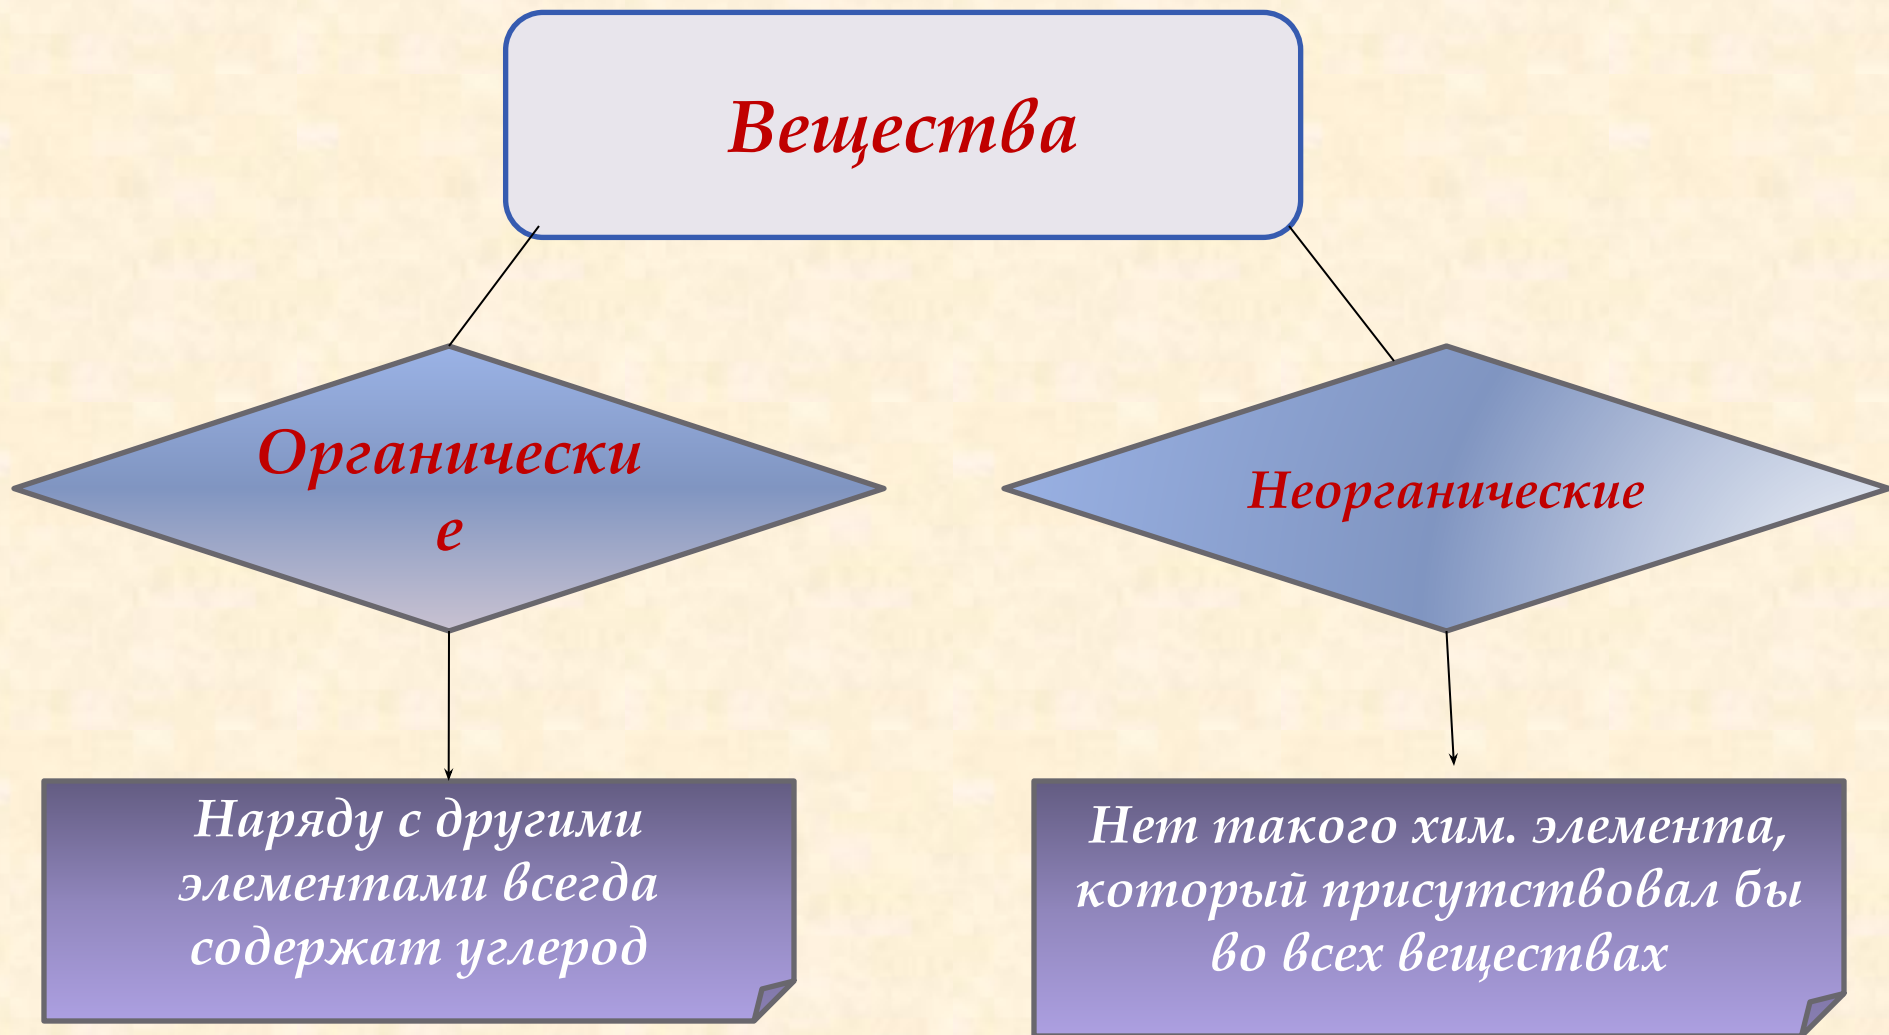 Вещества
Органически
е
Неорганические
Наряду с другими
элементами всегда
содержат углерод
Нет такого хим. элемента,
который присутствовал бы
во всех веществах